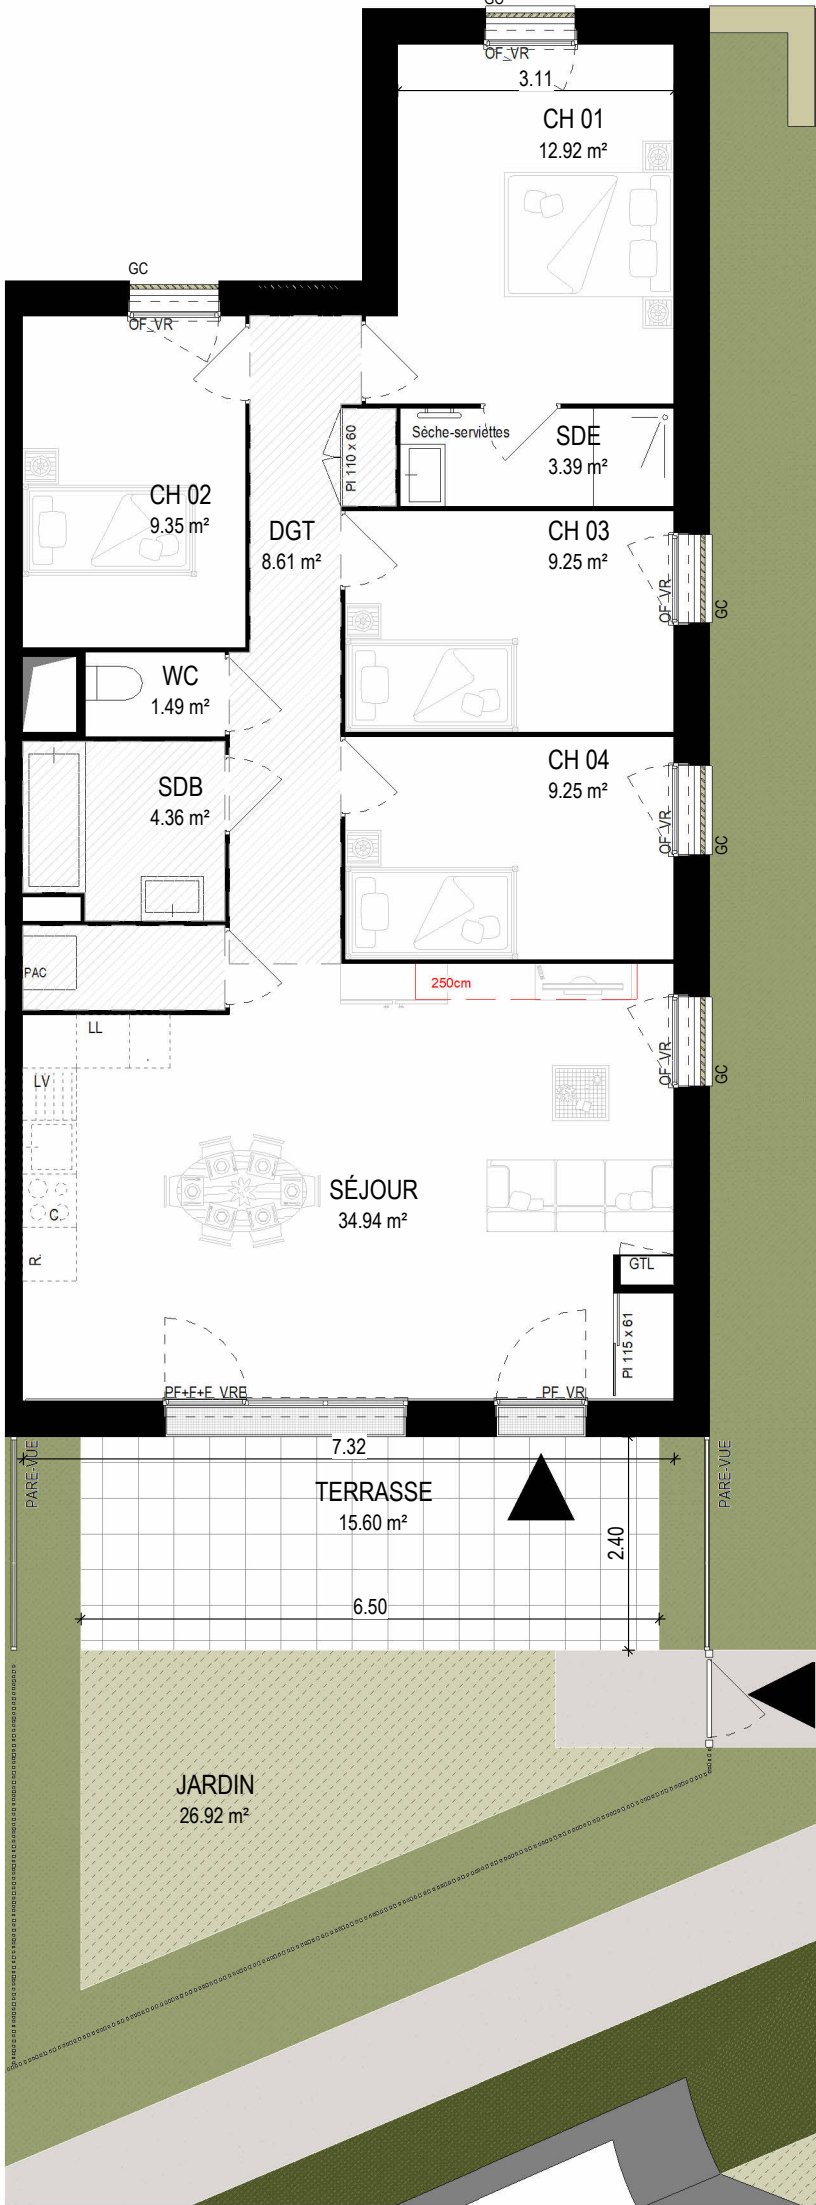 GC
OF_VR
3.11
CH 01
12.92 m²
GC
OF_VR
Sèche-serviettes
SDE
3.39 m²
PI 110 x 60
CH 02
9.35 m²
DGT
8.61 m²
CH 03
9.25 m²
OF_VR
GC
WC
1.49 m²
CH 04
9.25 m²
SDB
4.36 m²
OF_VR
GC
PAC
250cm
LL
OF_VR
GC
LV
SÉJOUR
34.94 m²
C.
R.
GTL
PI 115 x 61
PF+F+F_VRE
PF_VR
7.32
PARE-VUE
PARE-VUE
TERRASSE
15.60 m²
2.40
6.50
JARDIN
26.92 m²